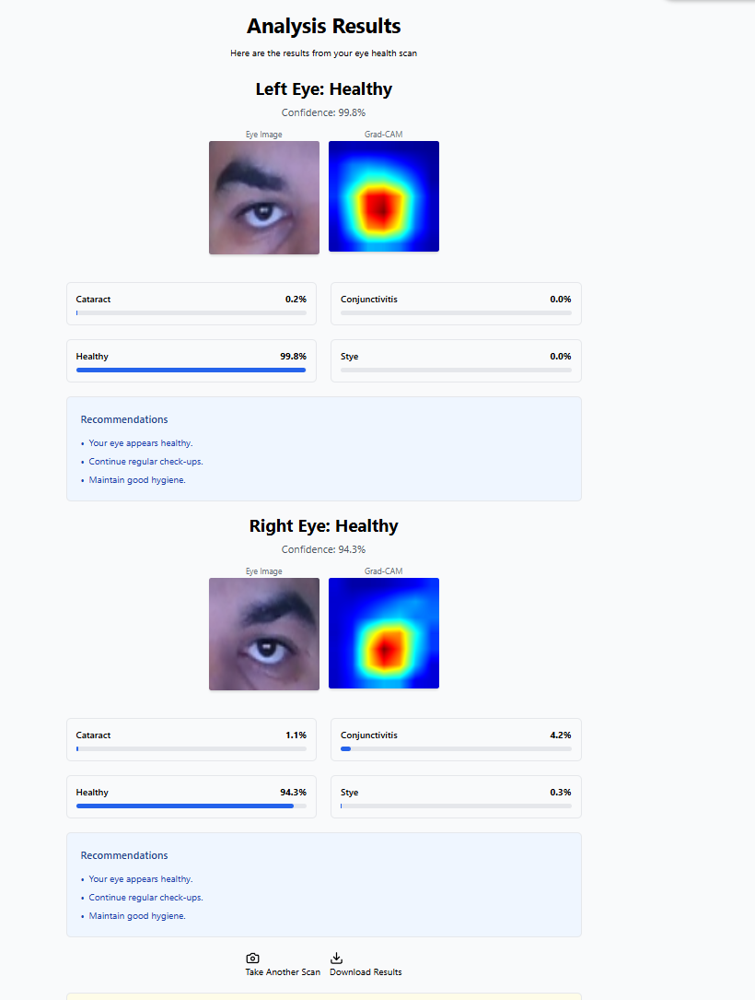 Analysis Results
Here are the results from your eye health scan
Left Eye: Healthy
Confidence: 99.8%
Eye Image Grad-CAM
Cataract 0.2% Conjunctivitis 0.0%
Healthy 99.8% Stye 0.0%
Recommendations
• Your eye appears healthy.
• Continue regular check-ups.
• Maintain good hygiene.
Right Eye: Healthy
Confidence: 94.3%
Eye Image Grad-CAM
Cataract 1.1% Conjunctivitis 4.2%
Healthy 94.3% Stye 0.3%
Recommendations
• Your eye appears healthy.
• Continue regular check-ups.
• Maintain good hygiene.
Take Another Scan Download Results